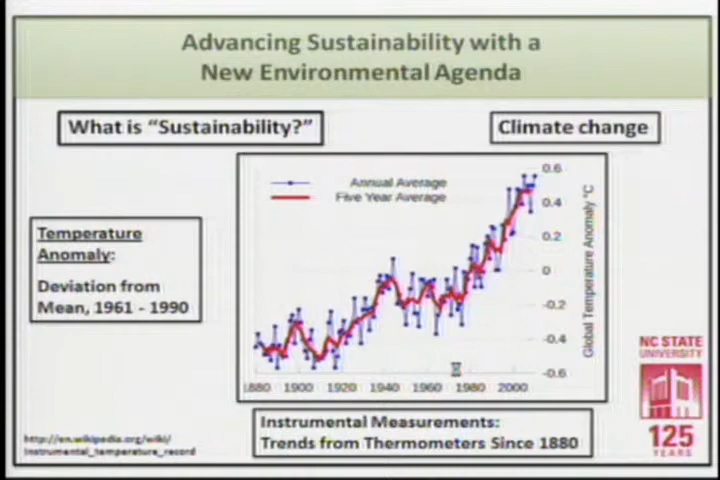 Advancing Sustainability with a
New Environmental Agenda
What is “Sustainability?”
Climate change
Annual Average
Five Year Average
0.6
0.4
0.2
0
-0.2
-0.4
-0.6
Global Temperature Anomaly °C
1880 1900 1920 1940 1960 1980 2000
Temperature
Anomaly:
Deviation from
Mean, 1961 - 1990
Instrumental Measurements:
Trends from Thermometers Since 1880
http://en.wikipedia.org/wiki/
Instrumental_temperature_record
NC STATE
UNIVERSITY
125
YEARS